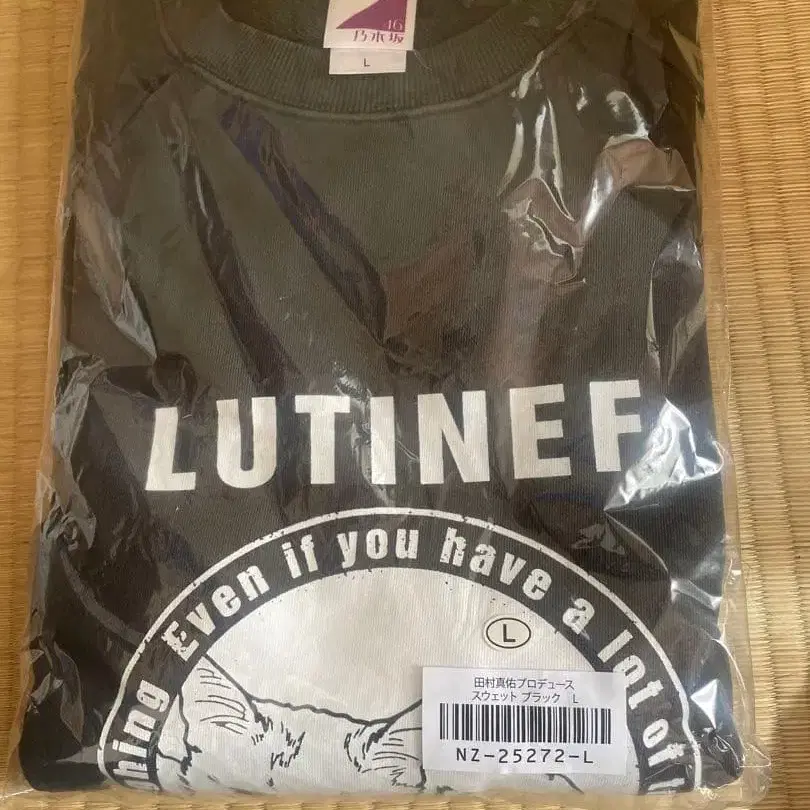 46
乃木坂
L
LUTINEF
hing Even if you have a lot of
L
田村真佑プロデュース
スウェット ブラック L
NZ-25272-L